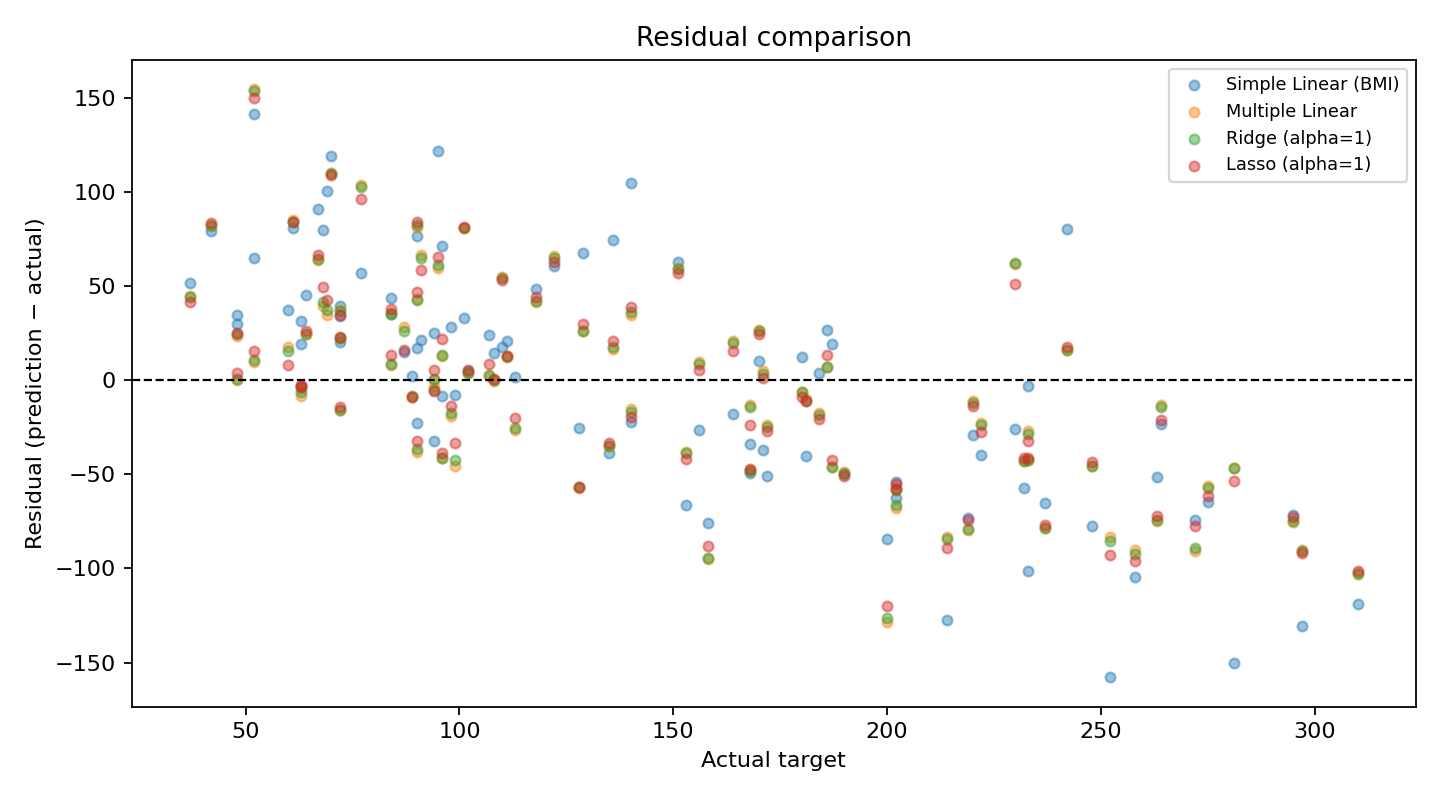 Residual comparison
Simple Linear (BMI)
Multiple Linear
Ridge (alpha=1)
Lasso (alpha=1)
Residual (prediction − actual)
150
100
50
0
−50
−100
−150
50 100 150 200 250 300
Actual target